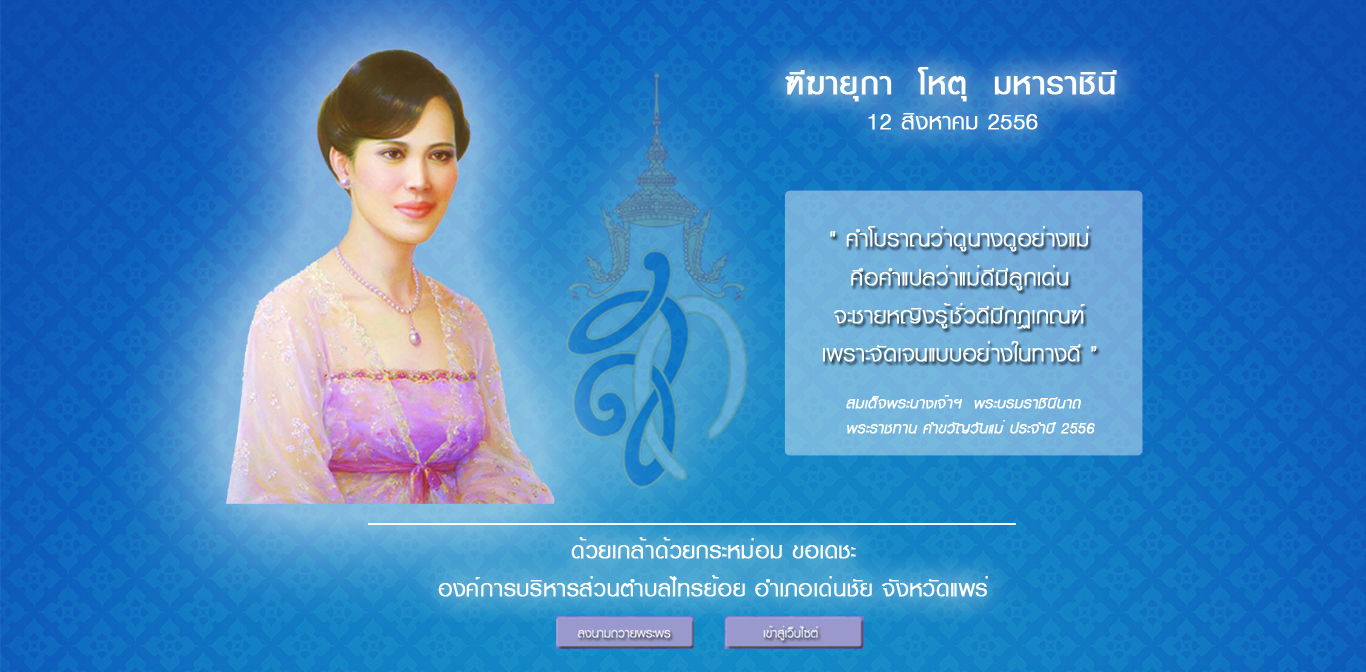 ทีฆายุกา โหตุ มหาราชินี
12 สิงหาคม 2556
" คำโบราณว่าดูนางดูอย่างแม่
คือคำแปลว่าแม่ดีมีลูกเด่น
จะชายหญิงรู้ชั่วดีมีกฏเกณฑ์
เพราะจัดเจนแบบอย่างในทางดี "
สมเด็จพระนางเจ้าฯ พระบรมราชินีนาถ
พระราชทาน คำขวัญวันแม่ ประจำปี 2556
ด้วยเกล้าด้วยกระหม่อม ขอเดชะ
องค์การบริหารส่วนตำบลไทรย้อย อำเภอเด่นชัย จังหวัดแพร่
ลงนามถวายพระพร
เข้าสู่เว็บไซต์